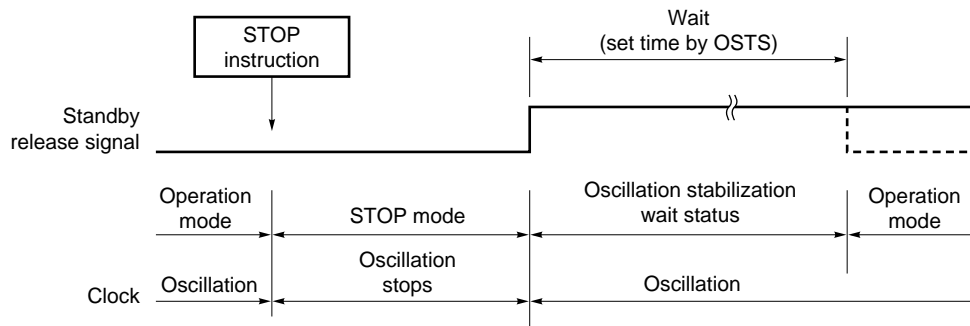 STOP
instruction
Wait
(set time by OSTS)
Standby
release signal
Operation
mode
STOP mode
Oscillation stabilization
wait status
Operation
mode
Clock
Oscillation
Oscillation
stops
Oscillation